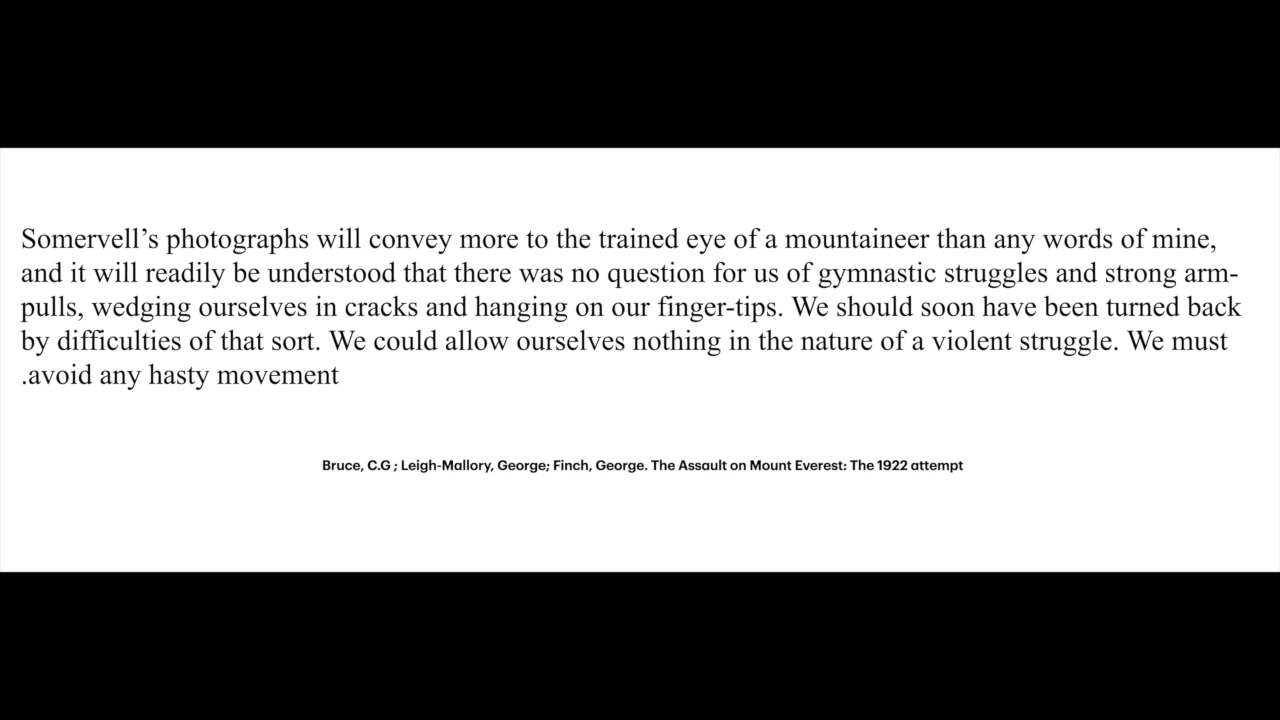 Somervell’s photographs will convey more to the trained eye of a mountaineer than any words of mine,
and it will readily be understood that there was no question for us of gymnastic struggles and strong arm-
pulls, wedging ourselves in cracks and hanging on our finger-tips. We should soon have been turned back
by difficulties of that sort. We could allow ourselves nothing in the nature of a violent struggle. We must
.avoid any hasty movement
Bruce, C.G ; Leigh-Mallory, George; Finch, George. The Assault on Mount Everest: The 1922 attempt